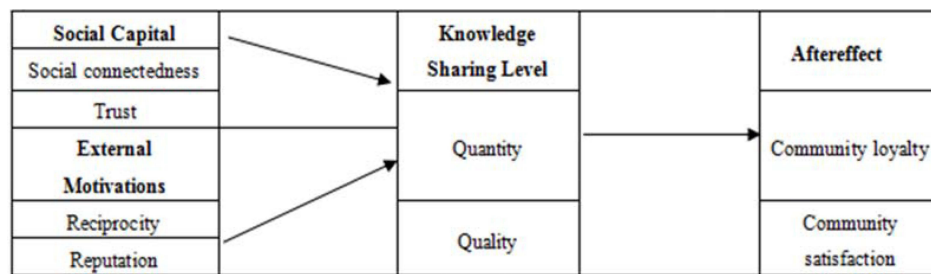 Social Capital
Social connectedness
Trust
External
Motivations
Reciprocity
Reputation
Knowledge
Sharing Level
Quantity
Quality
Aftereffect
Community loyalty
Community
satisfaction